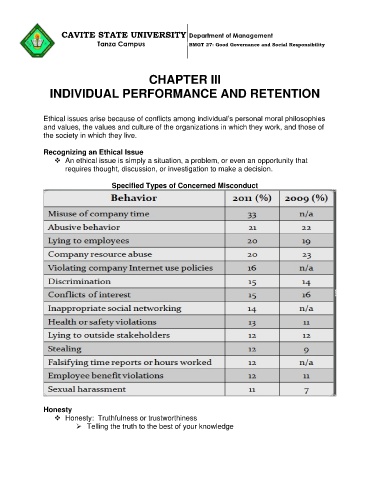 CAVITE STATE UNIVERSITY Department of Management
Tanza Campus BMGT 27- Good Governance and Social Responsibility
CHAPTER III
INDIVIDUAL PERFORMANCE AND RETENTION
Ethical issues arise because of conflicts among individual's personal moral philosophies
and values, the values and culture of the organizations in which they work, and those of
the society in which they live.
Recognizing an Ethical Issue
❖ An ethical issue is simply a situation, a problem, or even an opportunity that
requires thought, discussion, or investigation to make a decision.
Specified Types of Concerned Misconduct
Behavior 2011 (%) 2009 (%)
Misuse of company time 33 n/a
Abusive behavior 21 22
Lying to employees 20 19
Company resource abuse 20 23
Violating company Internet use policies 16 n/a
Discrimination 15 14
Conflicts of interest 15 16
Inappropriate social networking 14 n/a
Health or safety violations 13 11
Lying to outside stakeholders 12 12
Stealing 12 9
Falsifying time reports or hours worked 12 n/a
Employee benefit violations 12 11
Sexual harassment 11 7
Honesty
❖ Honesty: Truthfulness or trustworthiness
➢ Telling the truth to the best of your knowledge